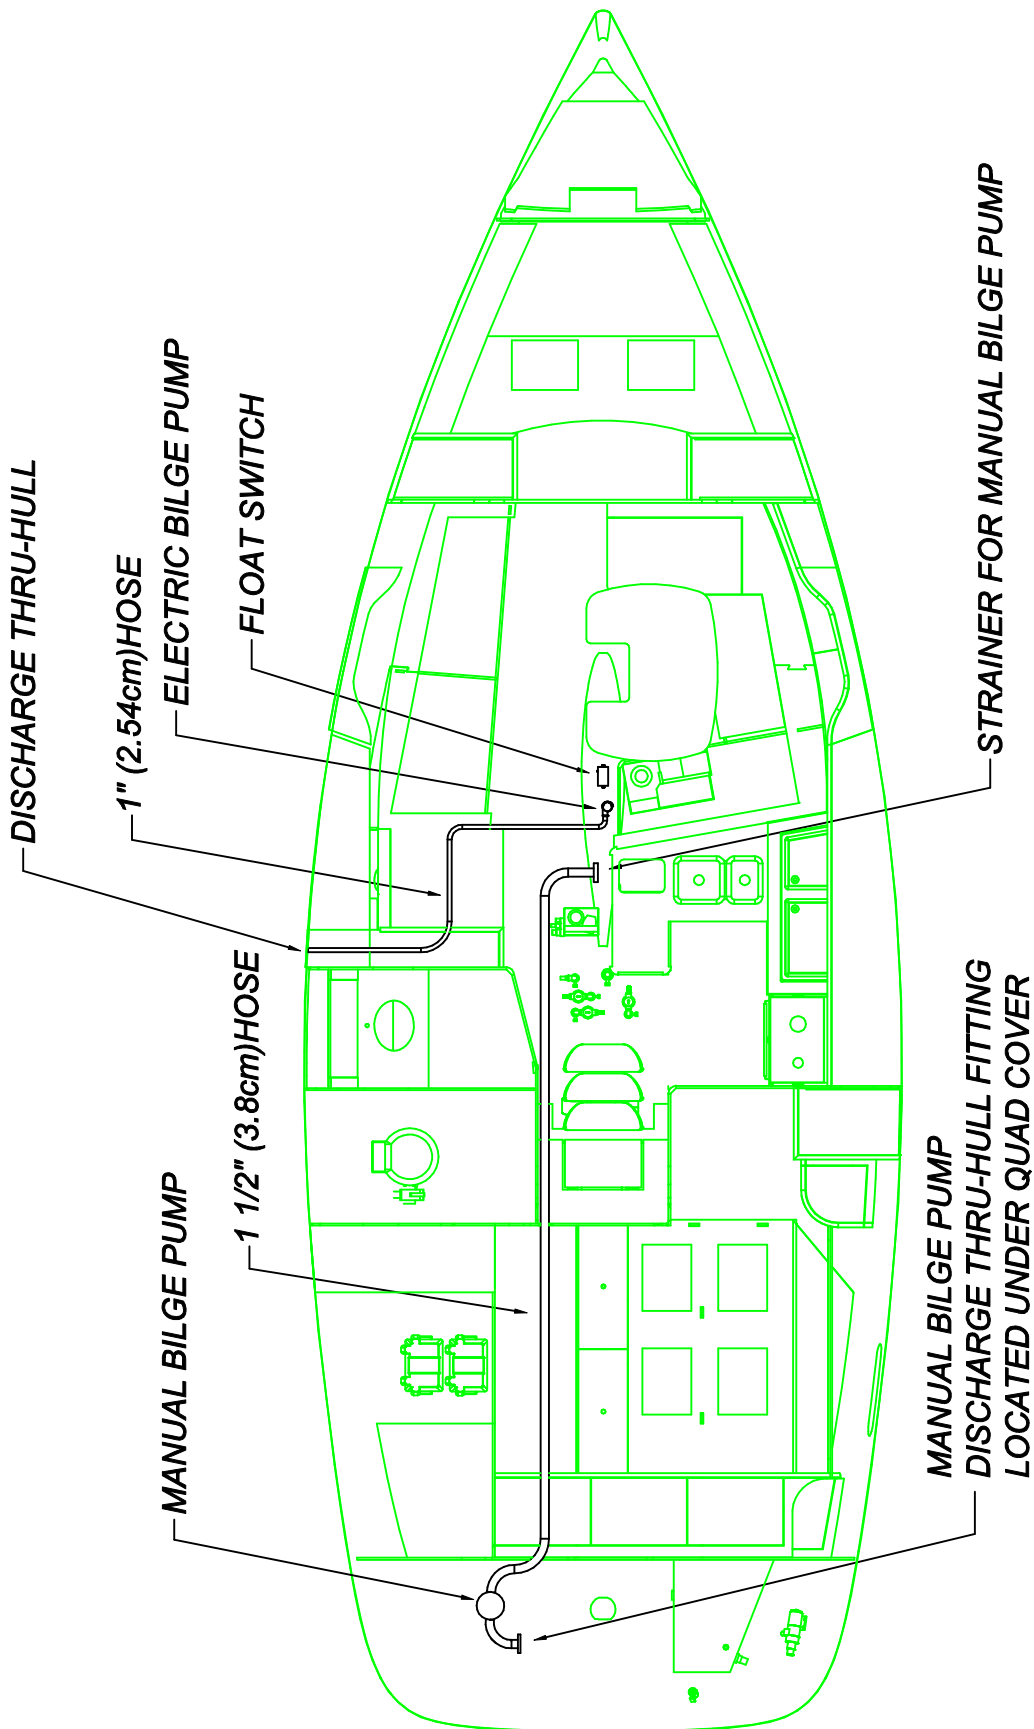 DISCHARGE THRU-HULL
1" (2.54cm)HOSE
ELECTRIC BILGE PUMP
FLOAT SWITCH
STRAINER FOR MANUAL BILGE PUMP
MANUAL BILGE PUMP
1 1/2" (3.8cm)HOSE
MANUAL BILGE PUMP
DISCHARGE THRU-HULL FITTING
LOCATED UNDER QUAD COVER